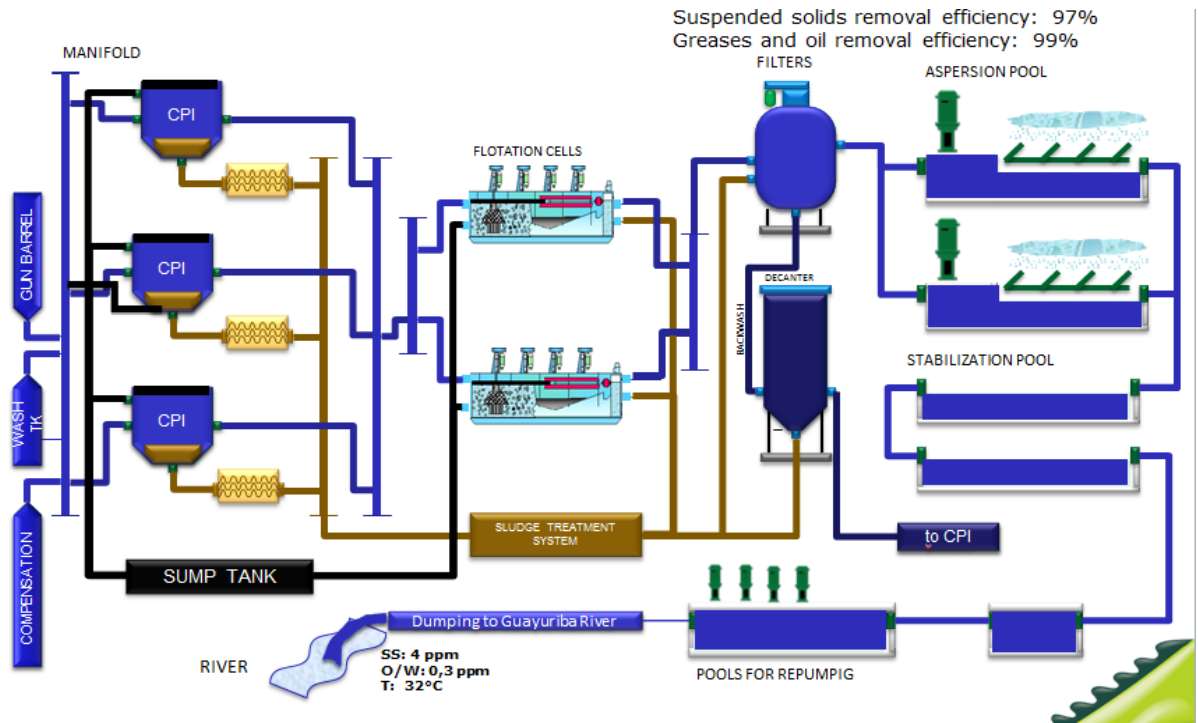 Suspended solids removal efficiency: 97%
Greases and oil removal efficiency: 99%
MANIFOLD
FILTERS
ASPERSION POOL
CPI
FLOTATION CELLS
GUN BARREL
CPI
DECANTER
BACKWASH
STABILIZATION POOL
WASH
TK
CPI
COMPENSATION
SLUDGE TREATMENT
SYSTEM
to CPI
SUMP TANK
Dumping to Guayuriba River
RIVER
SS: 4 ppm
O/W: 0,3 ppm
T: 32°C
POOLS FOR REPUMPIG